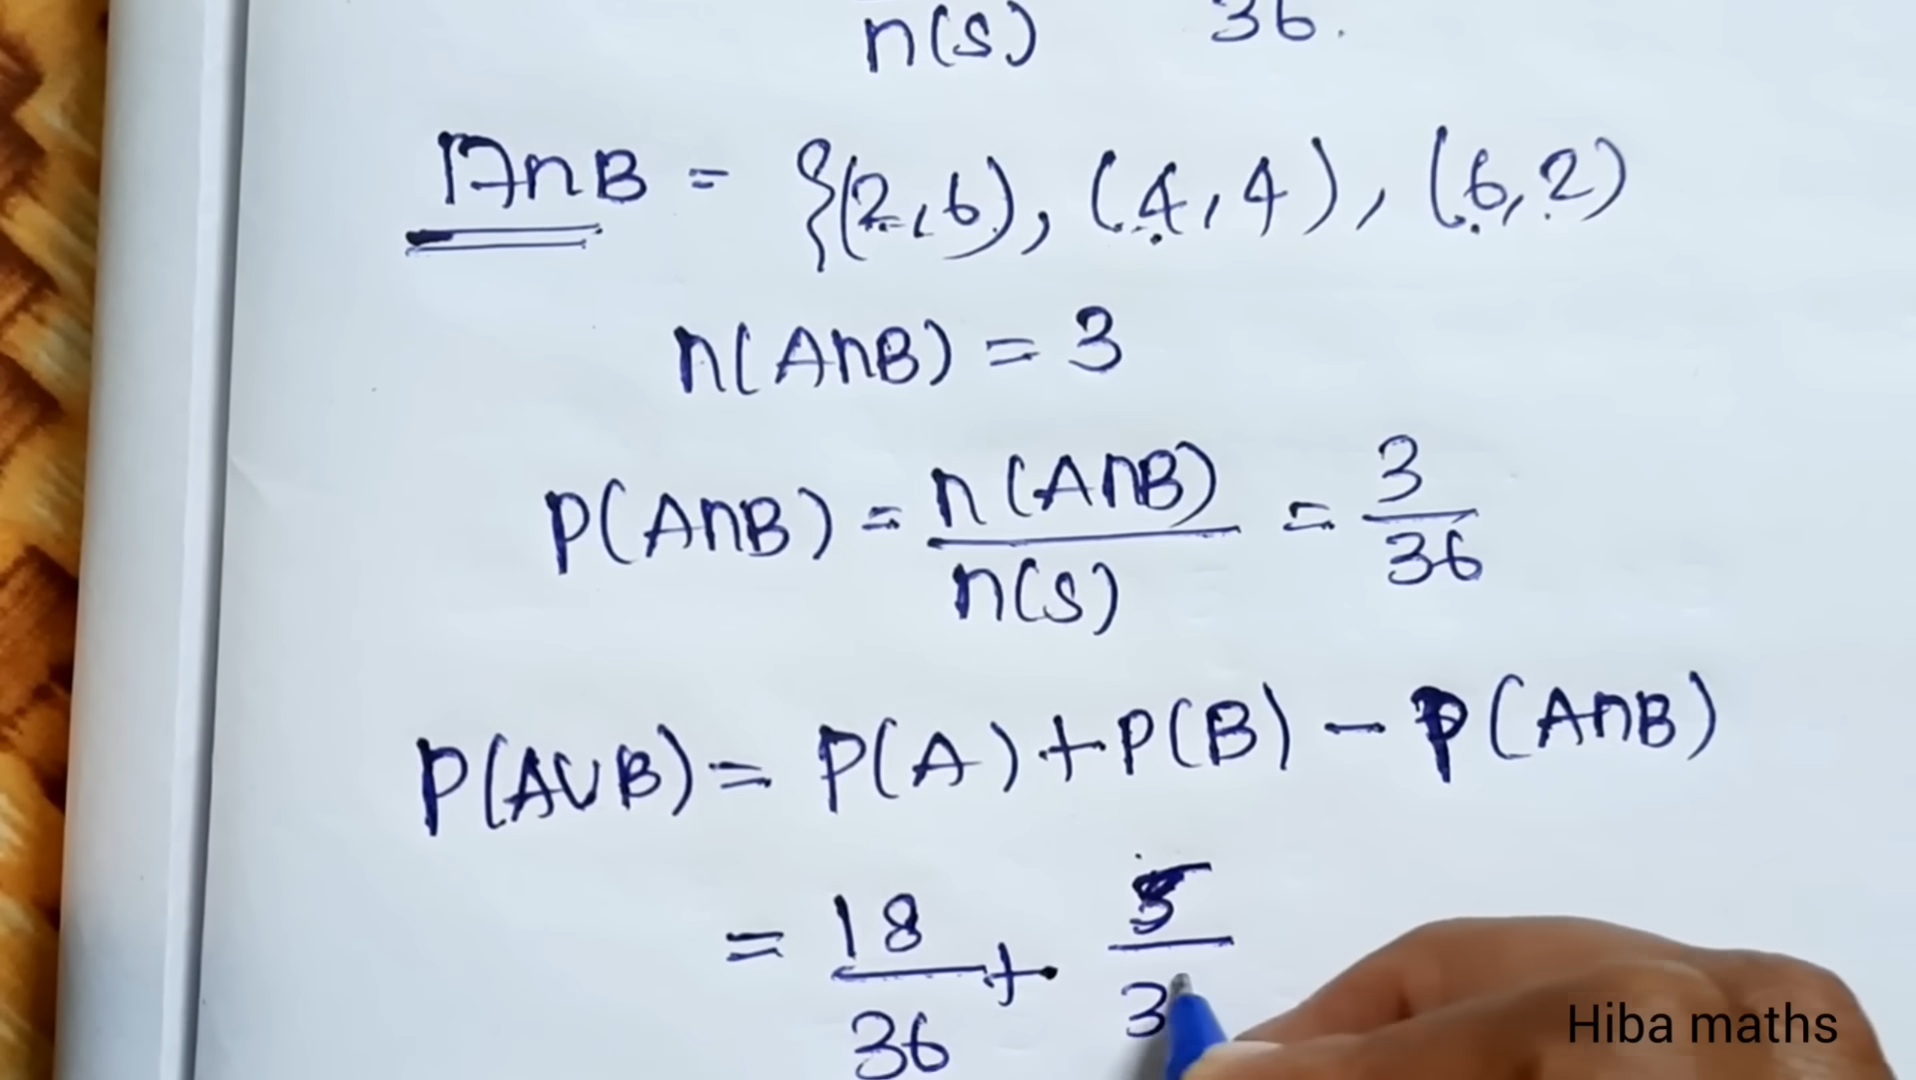 n(S) 36.
A∩B = {(2,6), (4,4), (6,2)
n(A∩B) = 3
P(A∩B) = n(A∩B) / n(S) = 3/36
P(A∪B) = P(A) + P(B) - P(A∩B)
= 18/36 + 5/3
Hiba maths